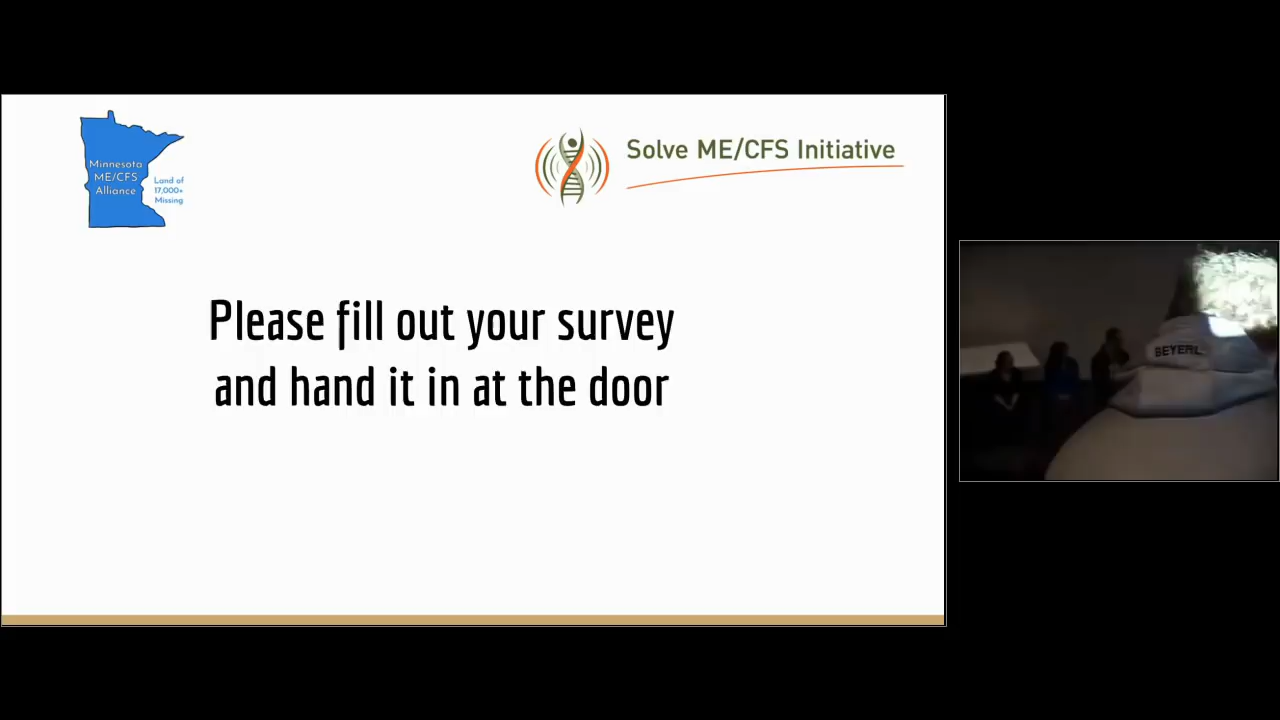 Minnesota
ME/CFS
Alliance
Land of
17,000+
Missing
Solve ME/CFS Initiative
Please fill out your survey
and hand it in at the door
BEYERL